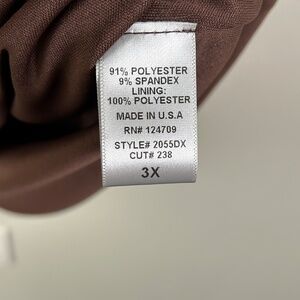 91% POLYESTER
9% SPANDEX
LINING:
100% POLYESTER
MADE IN U.S.A
RN# 124709
STYLE# 2055DX
CUT# 238
3X